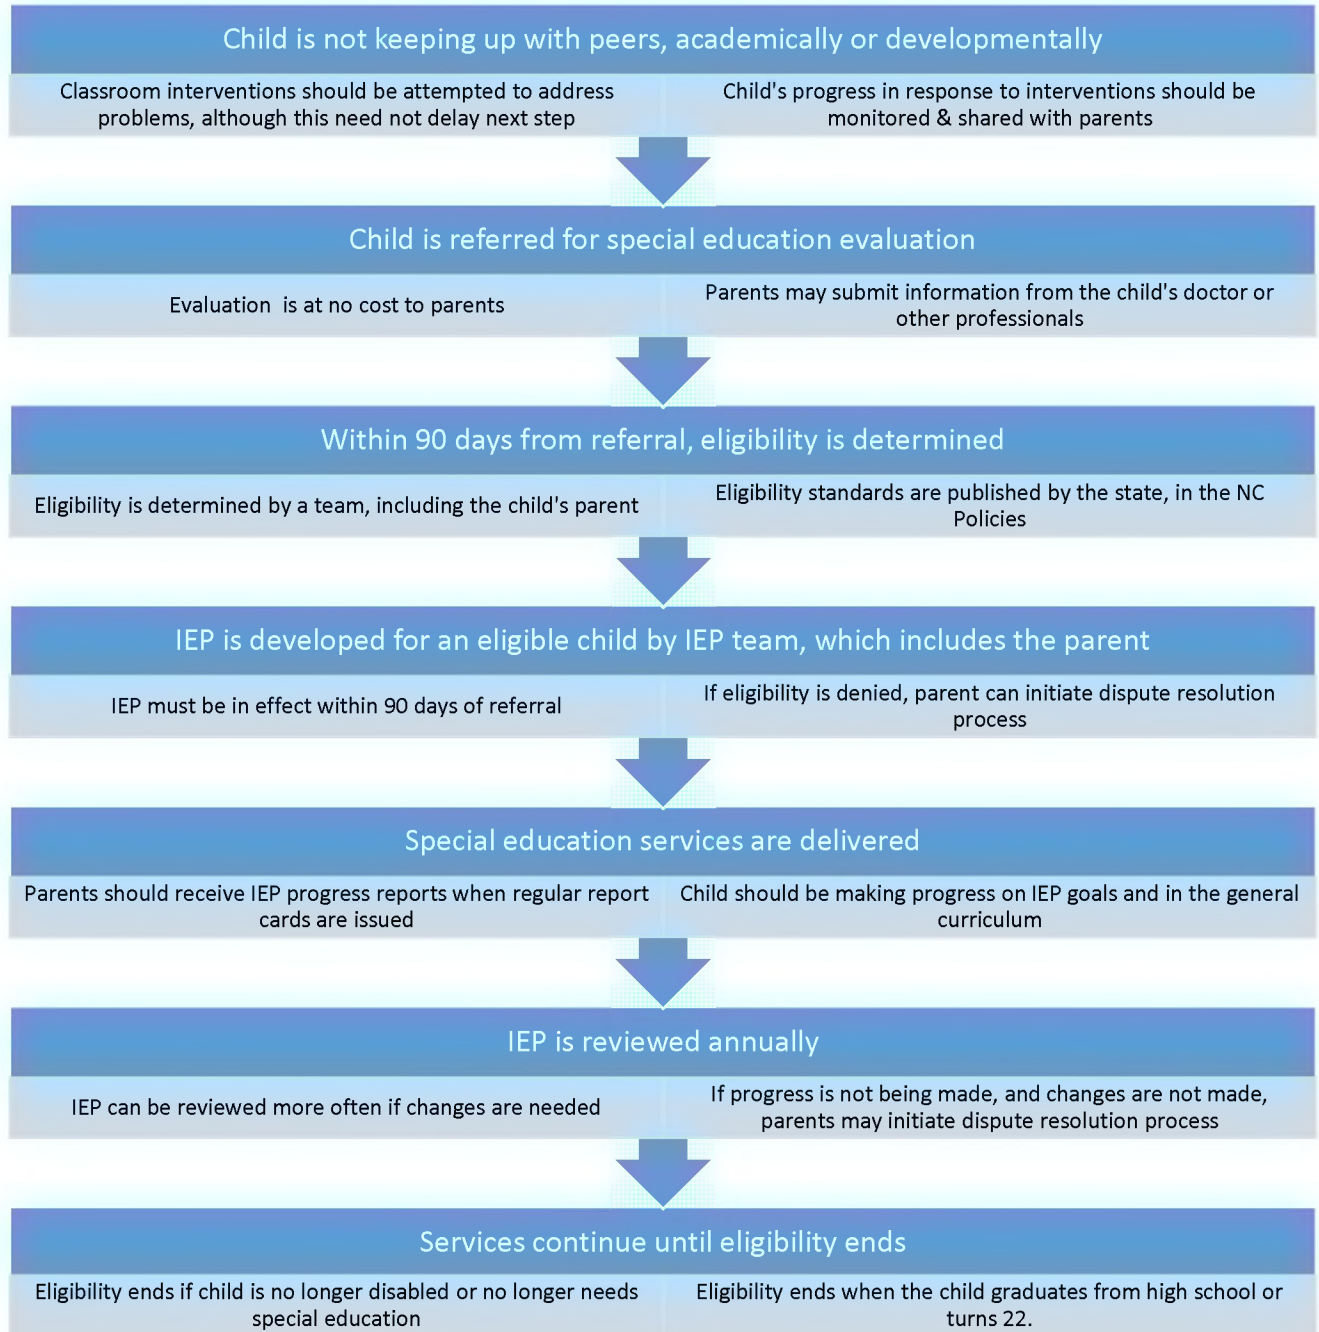 Child is not keeping up with peers, academically or developmentally
Classroom interventions should be attempted to address
problems, although this need not delay next step
Child's progress in response to interventions should be
monitored & shared with parents
Child is referred for special education evaluation
Evaluation  is at no cost to parents
Parents may submit information from the child's doctor or
other professionals
Within 90 days from referral, eligibility is determined
Eligibility is determined by a team, including the child's parent
Eligibility standards are published by the state, in the NC
Policies
IEP is developed for an eligible child by IEP team, which includes the parent
IEP must be in effect within 90 days of referral
If eligibility is denied, parent can initiate dispute resolution
process
Special education services are delivered
Parents should receive IEP progress reports when regular report
cards are issued
Child should be making progress on IEP goals and in the general
curriculum
IEP is reviewed annually
IEP can be reviewed more often if changes are needed
If progress is not being made, and changes are not made,
parents may initiate dispute resolution process
Services continue until eligibility ends
Eligibility ends if child is no longer disabled or no longer needs
special education
Eligibility ends when the child graduates from high school or
turns 22.